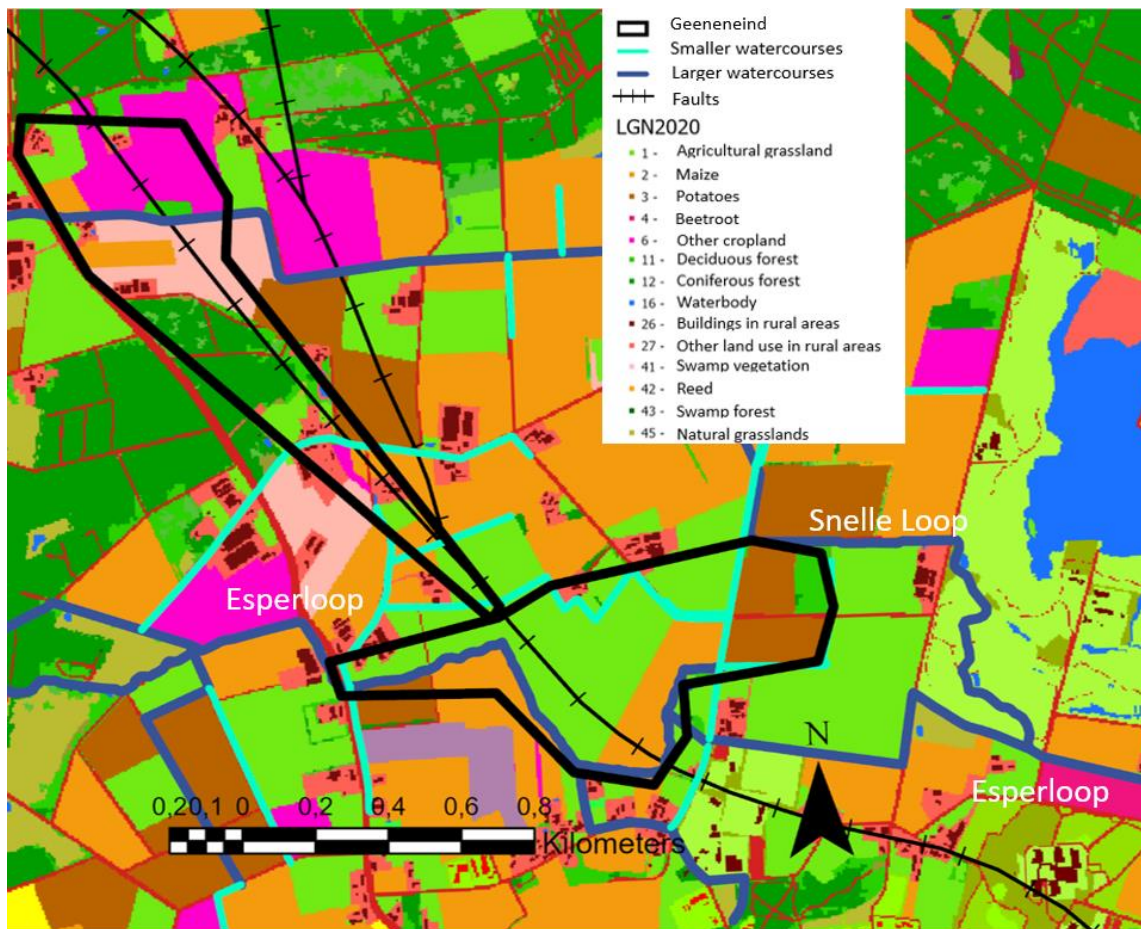 Geeneneind
Smaller watercourses
Larger watercourses
Faults
LGN2020
1 - Agricultural grassland
2 - Maize
3 - Potatoes
4 - Beetroot
6 - Other cropland
11 - Deciduous forest
12 - Coniferous forest
16 - Waterbody
26 - Buildings in rural areas
27 - Other land use in rural areas
41 - Swamp vegetation
42 - Reed
43 - Swamp forest
45 - Natural grasslands
Snelle Loop
Esperloop
N
Esperloop
0,20,1 0 0,2 0,4 0,6 0,8
Kilometers